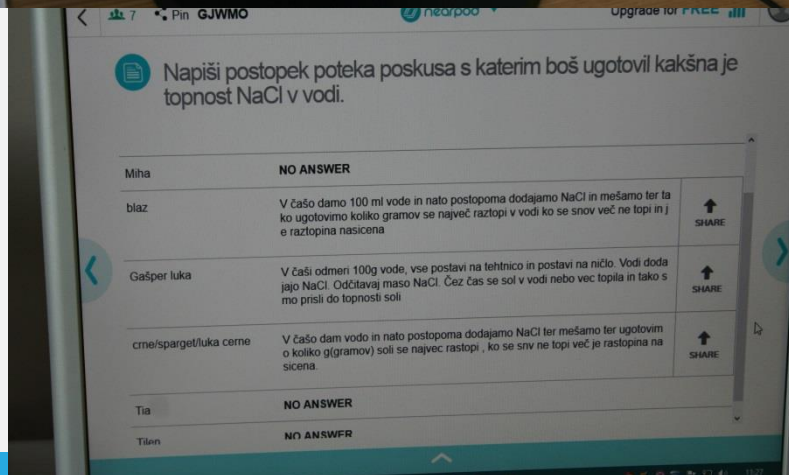 7 Pin GJWMO nearpod Upgrade for FREE
Napiši postopek poteka poskusa s katerim boš ugotovil kakšna je
topnost NaCl v vodi.
Miha NO ANSWER
blaz V čašo damo 100 ml vode in nato postopoma dodajamo NaCl in mešamo ter ta
ko ugotovimo koliko gramov se največ raztopi v vodi ko se snov več ne topi in j
e raztopina nasicena
SHARE
Gašper luka V čaši odmeri 100g vode, vse postavi na tehtnico in postavi na ničlo. Vodi doda
jajo NaCl. Odčitavaj maso NaCl. Čez čas se sol v vodi nebo vec topila in tako s
mo prisli do topnosti soli
SHARE
crne/sparget/luka cerne V čašo dam vodo in nato postopoma dodajamo NaCl ter mešamo ter ugotovim
o koliko g(gramov) soli se najvec rastopi , ko se snv ne topi več je rastopina na
sicena.
SHARE
Tia NO ANSWER
Tilen NO ANSWER
11:27